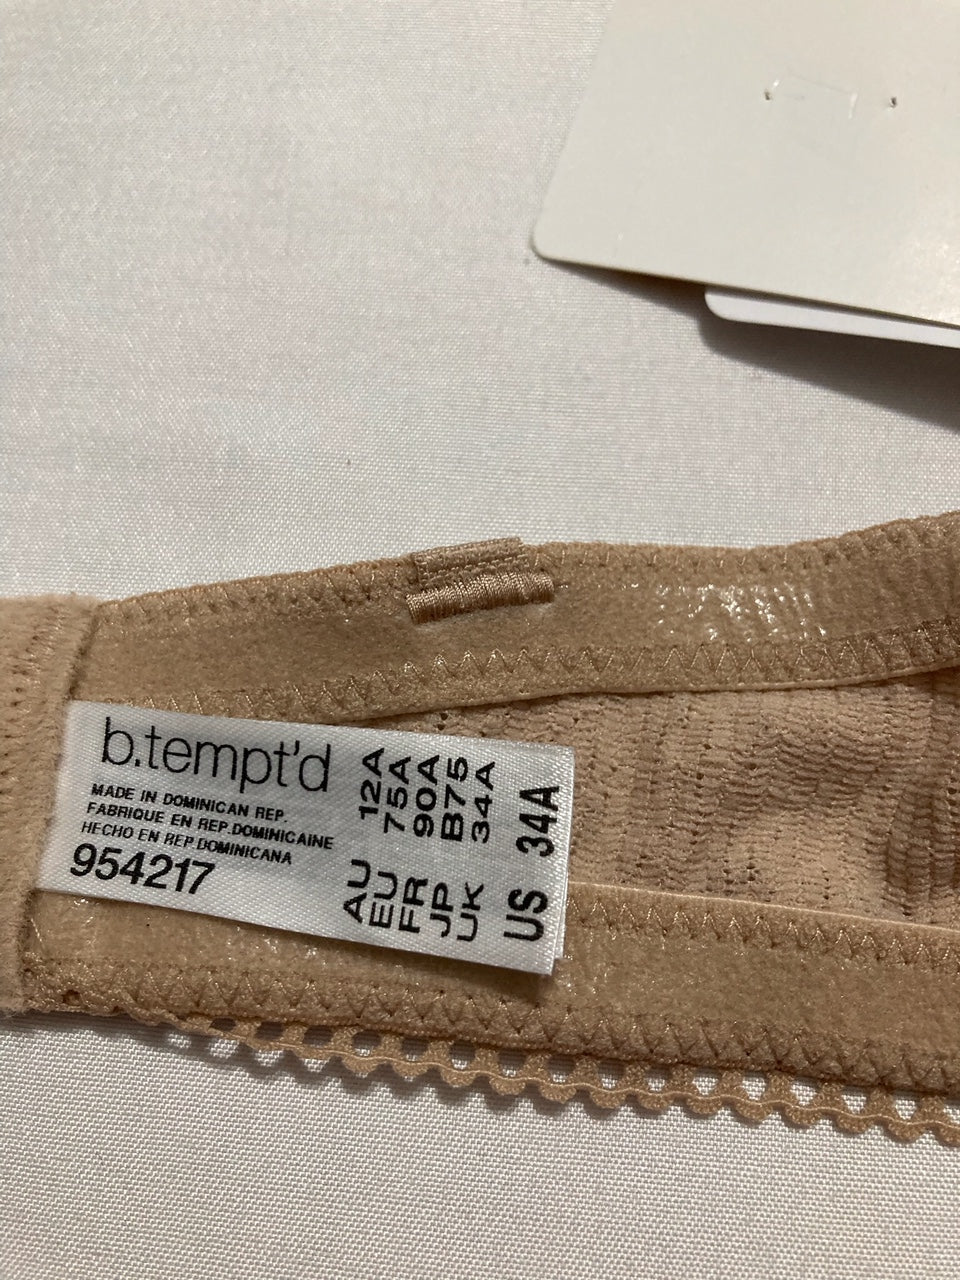 b.tempt'd
MADE IN DOMINICAN REP.
FABRIQUE EN REP.DOMINICAINE
HECHO EN REP.DOMINICANA
954217
AU 12A
EU 75A
FR 90A
JP B75
UK 34A
US 34A